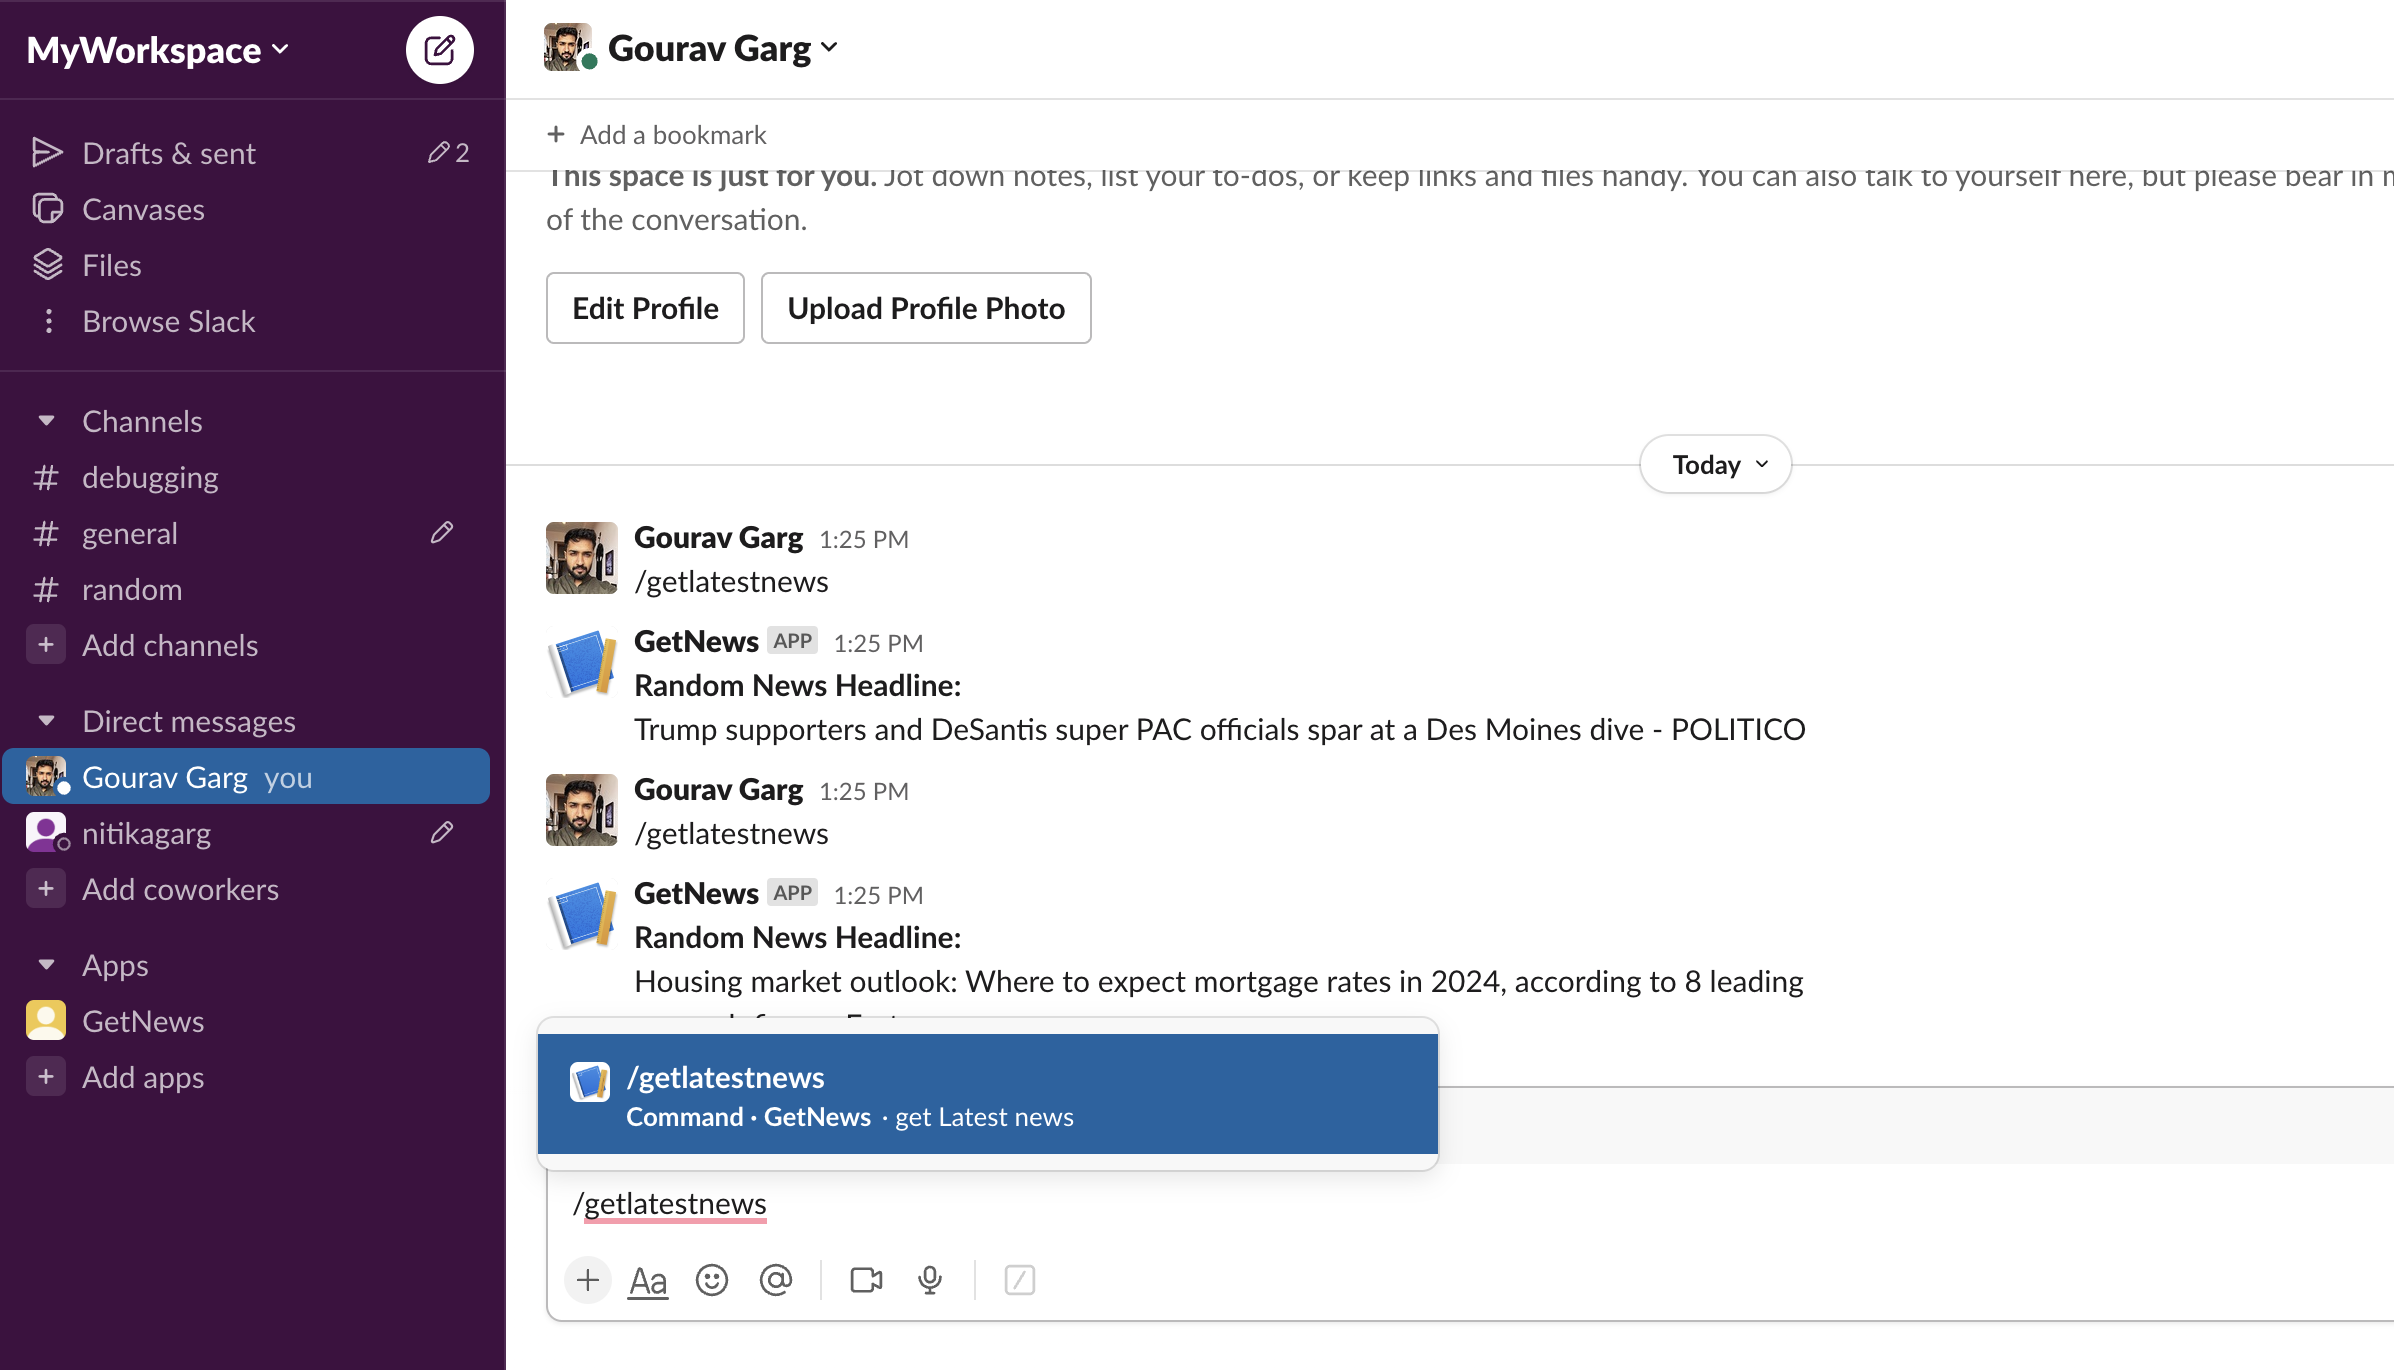 MyWorkspace
Drafts & sent 2
Canvases
Files
Browse Slack
Channels
# debugging
# general
# random
+ Add channels
Direct messages
Gourav Garg you
nitikagarg
+ Add coworkers
Apps
GetNews
+ Add apps
Gourav Garg
+ Add a bookmark
This space is just for you. Jot down notes, list your to-dos, or keep links and files handy. You can also talk to yourself here, but please bear in
of the conversation.
Edit Profile Upload Profile Photo
Today
Gourav Garg 1:25 PM
/getlatestnews
GetNews APP 1:25 PM
Random News Headline:
Trump supporters and DeSantis super PAC officials spar at a Des Moines dive - POLITICO
Gourav Garg 1:25 PM
/getlatestnews
GetNews APP 1:25 PM
Random News Headline:
Housing market outlook: Where to expect mortgage rates in 2024, according to 8 leading
/getlatestnews
Command · GetNews · get Latest news
/getlatestnews
+ Aa @